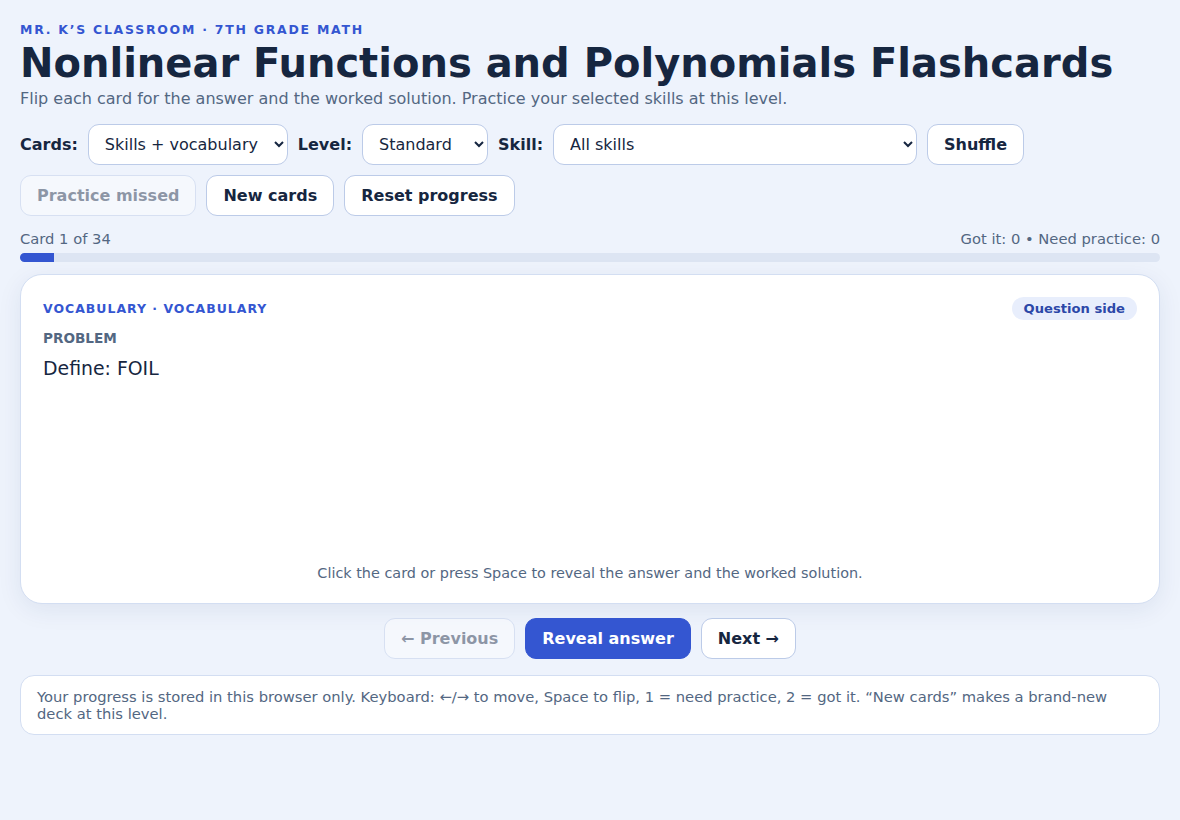 MR. K’S CLASSROOM · 7TH GRADE MATH
Nonlinear Functions and Polynomials Flashcards
Flip each card for the answer and the worked solution. Practice your selected skills at this level.
Cards: Skills + vocabulary Level: Standard Skill: All skills Shuffle
Practice missed New cards Reset progress
Card 1 of 34 Got it: 0 • Need practice: 0
VOCABULARY · VOCABULARY Question side
PROBLEM
Define: FOIL
Click the card or press Space to reveal the answer and the worked solution.
← Previous Reveal answer Next →
Your progress is stored in this browser only. Keyboard: ←/→ to move, Space to flip, 1 = need practice, 2 = got it. “New cards” makes a brand-new
deck at this level.